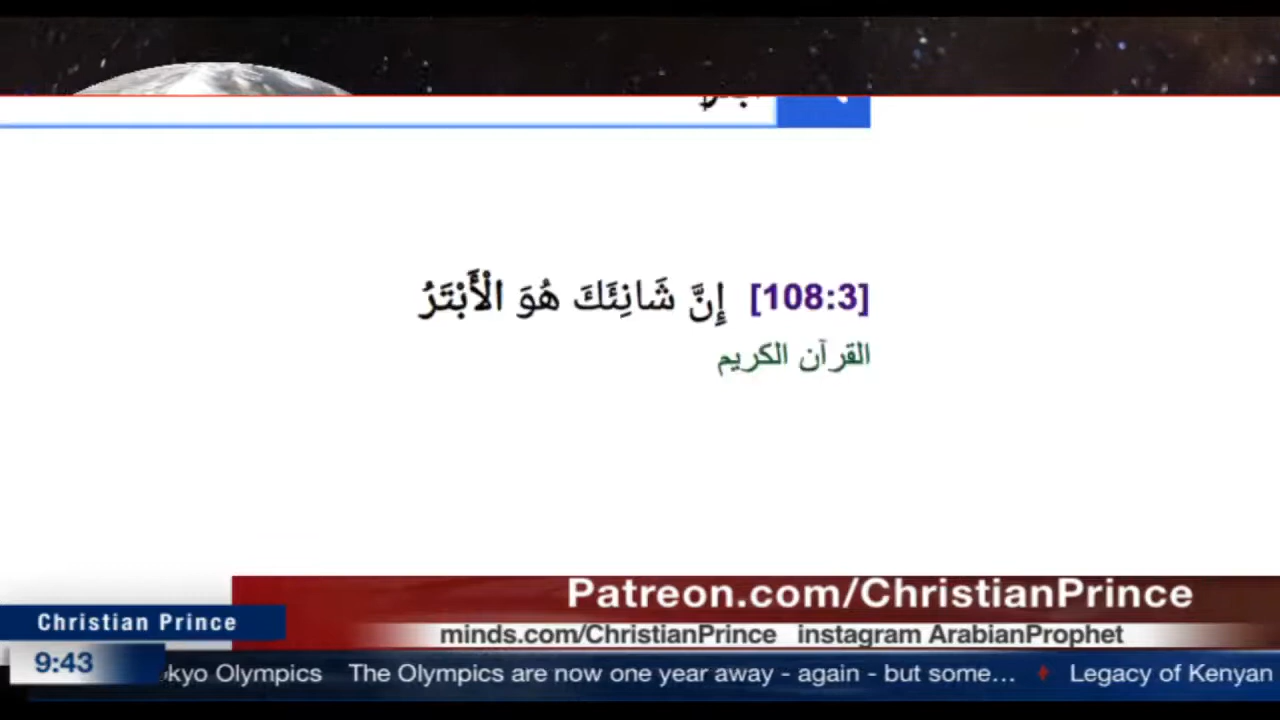 [108:3] إِنَّ شَانِئَكَ هُوَ الْأَبْتَرُ
القرآن الكريم
Patreon.com/ChristianPrince
Christian Prince
minds.com/ChristianPrince instagram ArabianProphet
9:43
kyo Olympics The Olympics are now one year away - again - but some... Legacy of Kenyan